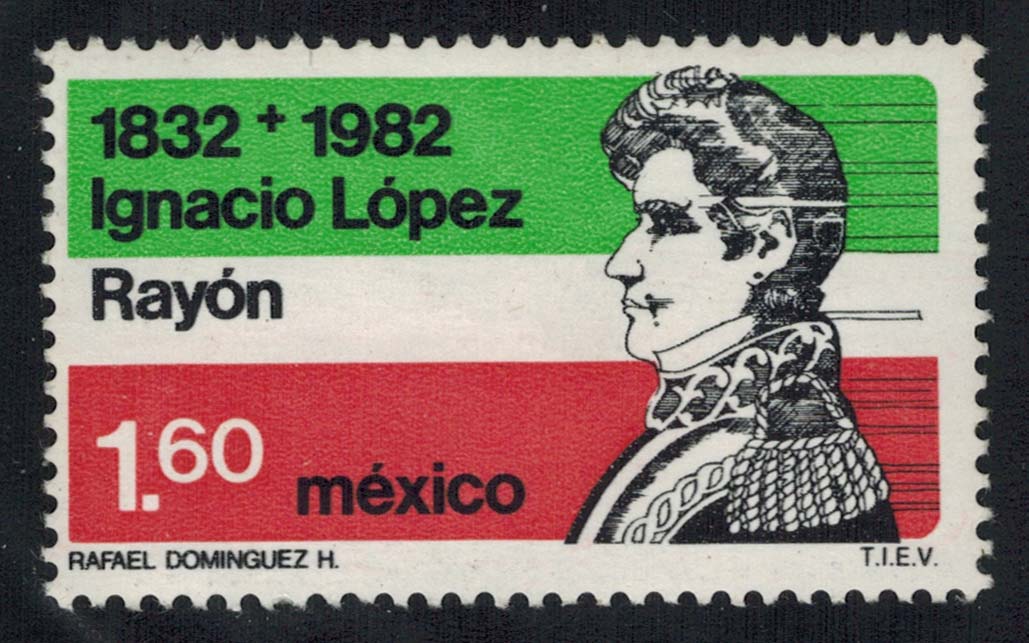 1832 + 1982
Ignacio López
Rayón
1.60
méxico
RAFAEL DOMINGUEZ H.
T.I.E.V.